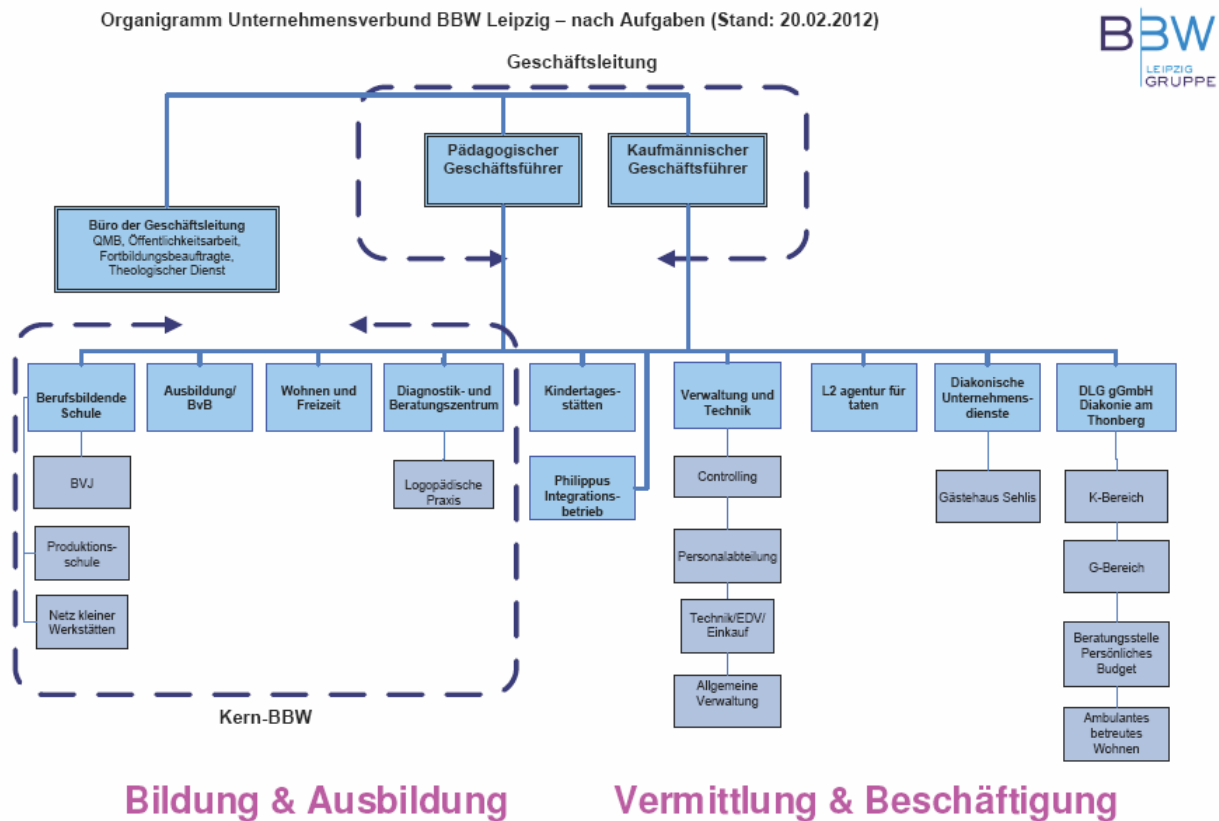 Organigramm Unternehmensverbund BBW Leipzig – nach Aufgaben (Stand: 20.02.2012)
BBW
LEIPZIG
GRUPPE
Geschäftsleitung
Pädagogischer
Geschäftsführer
Kaufmännischer
Geschäftsführer
Büro der Geschäftsleitung
QMB, Öffentlichkeitsarbeit,
Fortbildungsbeauftragte,
Theologischer Dienst
Berufsbildende
Schule
Ausbildung/
BvB
Wohnen und
Freizeit
Diagnostik- und
Beratungszentrum
Kindertages-
stätten
Verwaltung und
Technik
L2 agentur für
taten
Diakonische
Unternehmens-
dienste
DLG gGmbH
Diakonie am
Thonberg
BVJ
Logopädische
Praxis
Philippus
Integrations-
betrieb
Controlling
Gästehaus Sehlis
K-Bereich
Produktions-
schule
Personalabteilung
G-Bereich
Netz kleiner
Werkstätten
Technik/EDV/
Einkauf
Beratungsstelle
Persönliches
Budget
Allgemeine
Verwaltung
Ambulantes
betreutes
Wohnen
Kern-BBW
Bildung & Ausbildung
Vermittlung & Beschäftigung